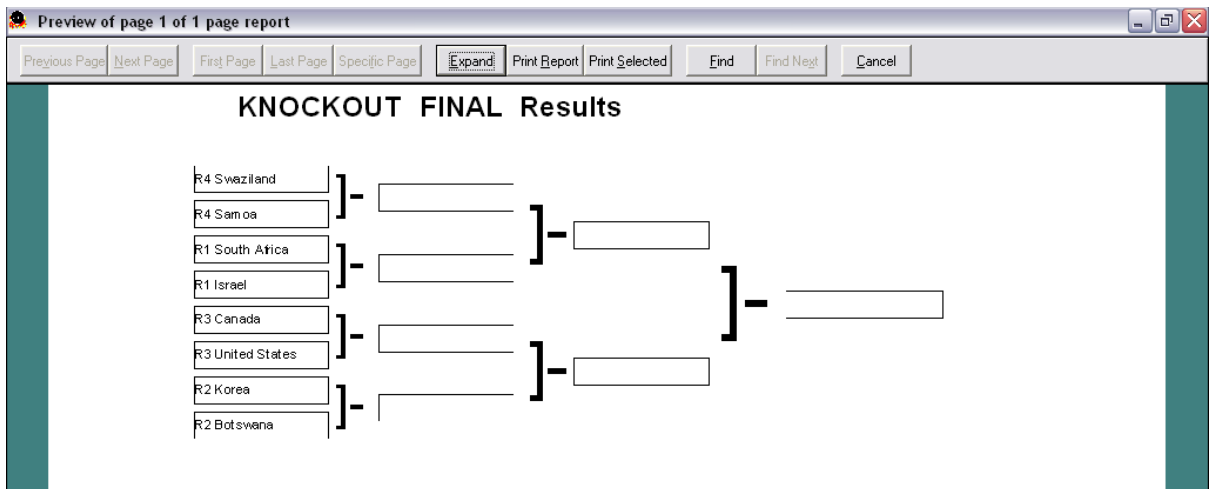 Preview of page 1 of 1 page report
Previous Page Next Page First Page Last Page Specific Page Expand Print Report Print Selected Find Find Next Cancel
KNOCKOUT FINAL Results
R4 Swaziland
R4 Samoa
R1 South Africa
R1 Israel
R3 Canada
R3 United States
R2 Korea
R2 Botswana